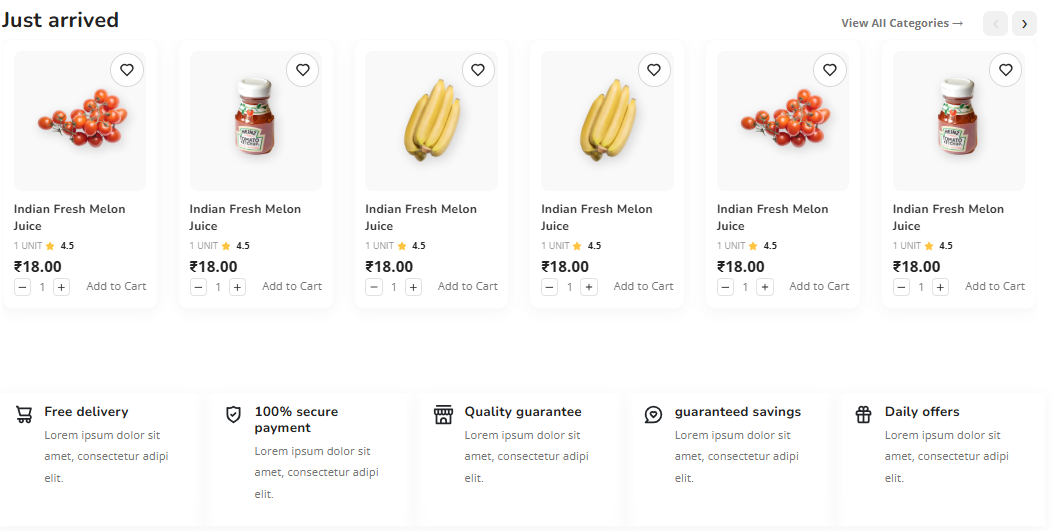 Just arrived
View All Categories →
Indian Fresh Melon
Juice
1 UNIT 4.5
₹18.00
− 1 + Add to Cart
HEINZ
TOMATO
KETCHUP
Indian Fresh Melon
Juice
1 UNIT 4.5
₹18.00
− 1 + Add to Cart
Indian Fresh Melon
Juice
1 UNIT 4.5
₹18.00
− 1 + Add to Cart
Indian Fresh Melon
Juice
1 UNIT 4.5
₹18.00
− 1 + Add to Cart
Indian Fresh Melon
Juice
1 UNIT 4.5
₹18.00
− 1 + Add to Cart
HEINZ
TOMATO
KETCHUP
Indian Fresh Melon
Juice
1 UNIT 4.5
₹18.00
− 1 + Add to Cart
Free delivery
Lorem ipsum dolor sit
amet, consectetur adipi
elit.
100% secure
payment
Lorem ipsum dolor sit
amet, consectetur adipi
elit.
Quality guarantee
Lorem ipsum dolor sit
amet, consectetur adipi
elit.
guaranteed savings
Lorem ipsum dolor sit
amet, consectetur adipi
elit.
Daily offers
Lorem ipsum dolor sit
amet, consectetur adipi
elit.